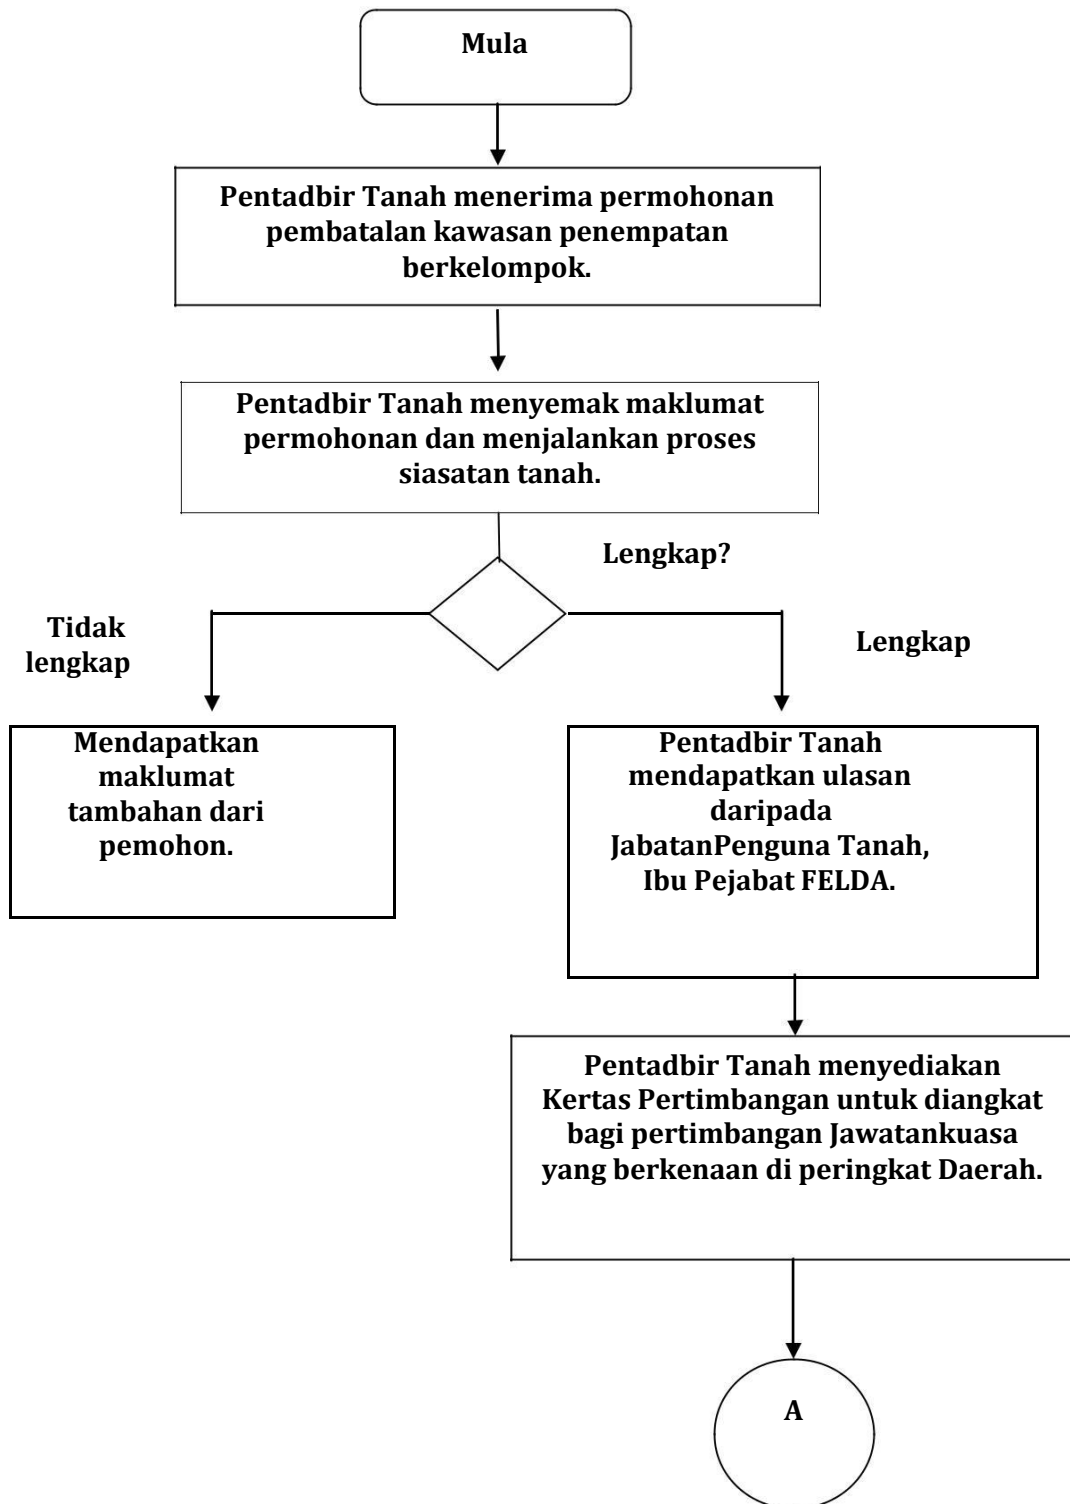 Mula
Pentadbir Tanah menerima permohonan
pembatalan kawasan penempatan
berkelompok.
Pentadbir Tanah menyemak maklumat
permohonan dan menjalankan proses
siasatan tanah.
Lengkap?
Tidak
lengkap
Lengkap
Mendapatkan
maklumat
tambahan dari
pemohon.
Pentadbir Tanah
mendapatkan ulasan
daripada
JabatanPenguna Tanah,
Ibu Pejabat FELDA.
Pentadbir Tanah menyediakan
Kertas Pertimbangan untuk diangkat
bagi pertimbangan Jawatankuasa
yang berkenaan di peringkat Daerah.
A